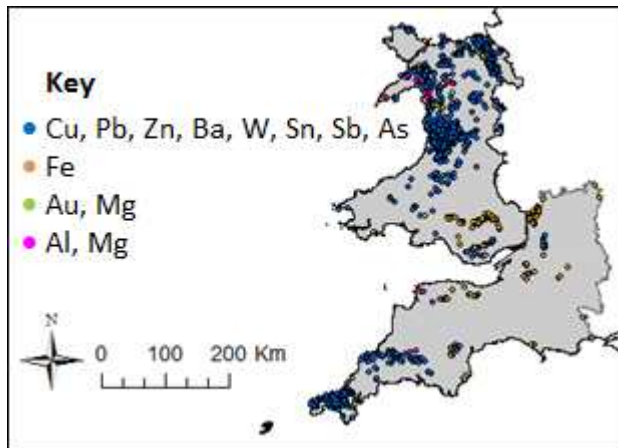 Key
Cu, Pb, Zn, Ba, W, Sn, Sb, As
Fe
Au, Mg
Al, Mg
N
0 100 200 Km